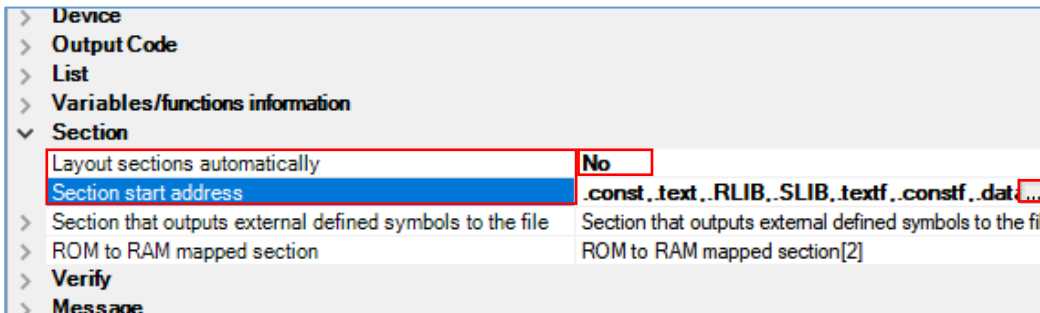 Device
Output Code
List
Variables/functions information
Section
Layout sections automatically No
Section start address .const,.text,.RLIB,.SLIB,.textf,.constf,.data ...
Section that outputs external defined symbols to the file Section that outputs external defined symbols to the fi
ROM to RAM mapped section ROM to RAM mapped section[2]
Verify
Message